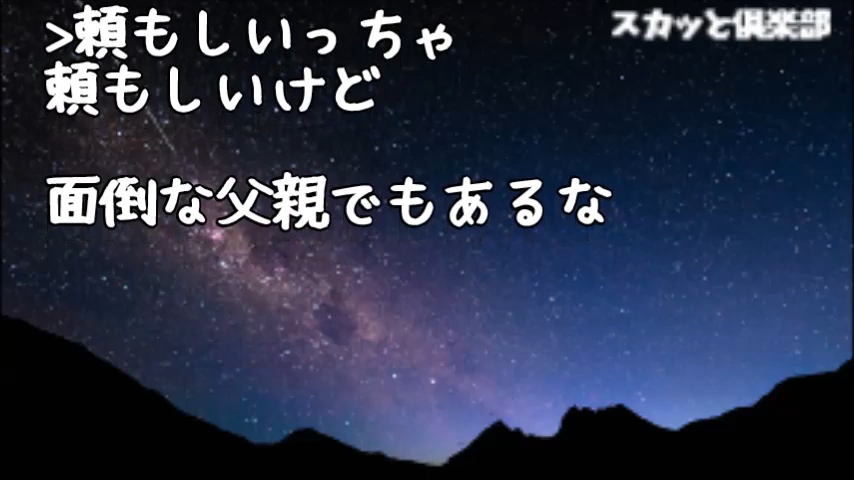 スカッと倶楽部
>頼もしいっちゃ
頼もしいけど
面倒な父親でもあるな